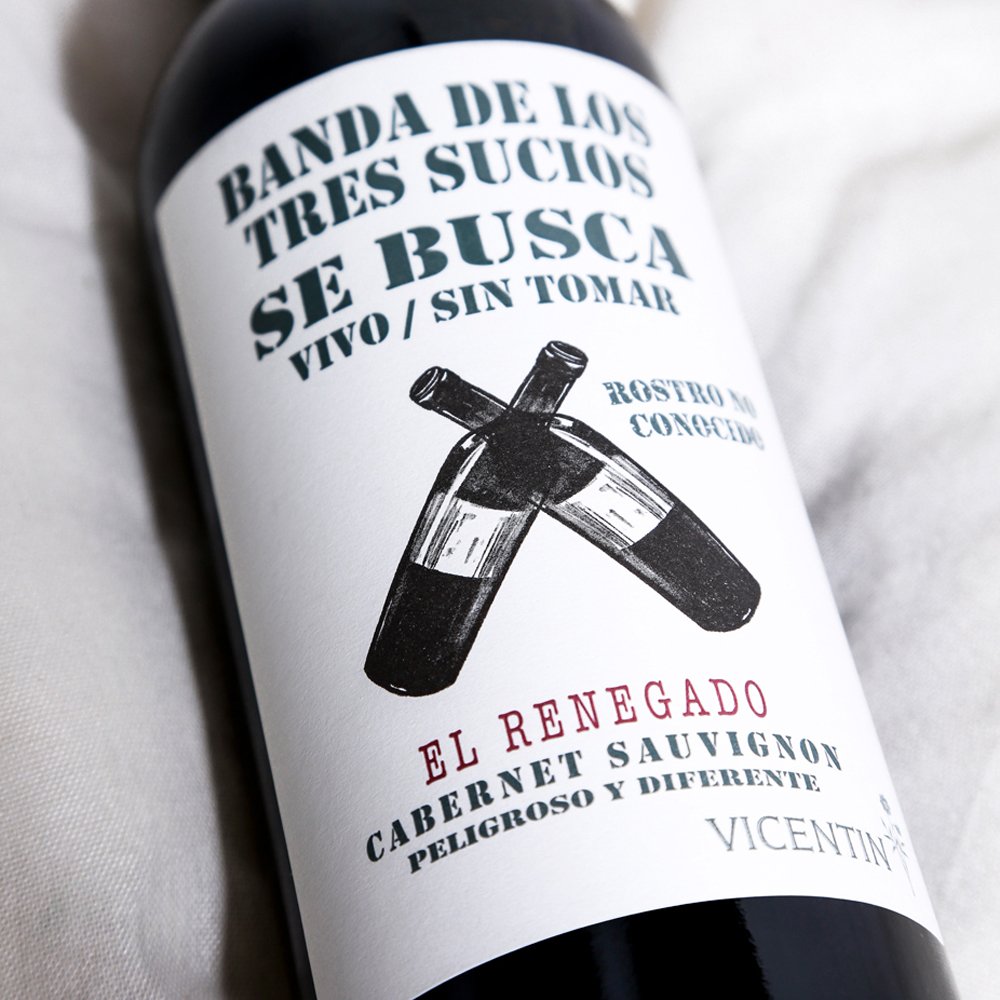 BANDA DE LOS
TRES SUCIOS
SE BUSCA
VIVO / SIN TOMAR
ROSTRO NO
CONOCIDO
EL RENEGADO
CABERNET SAUVIGNON
PELIGROSO Y DIFERENTE
VICENTIN